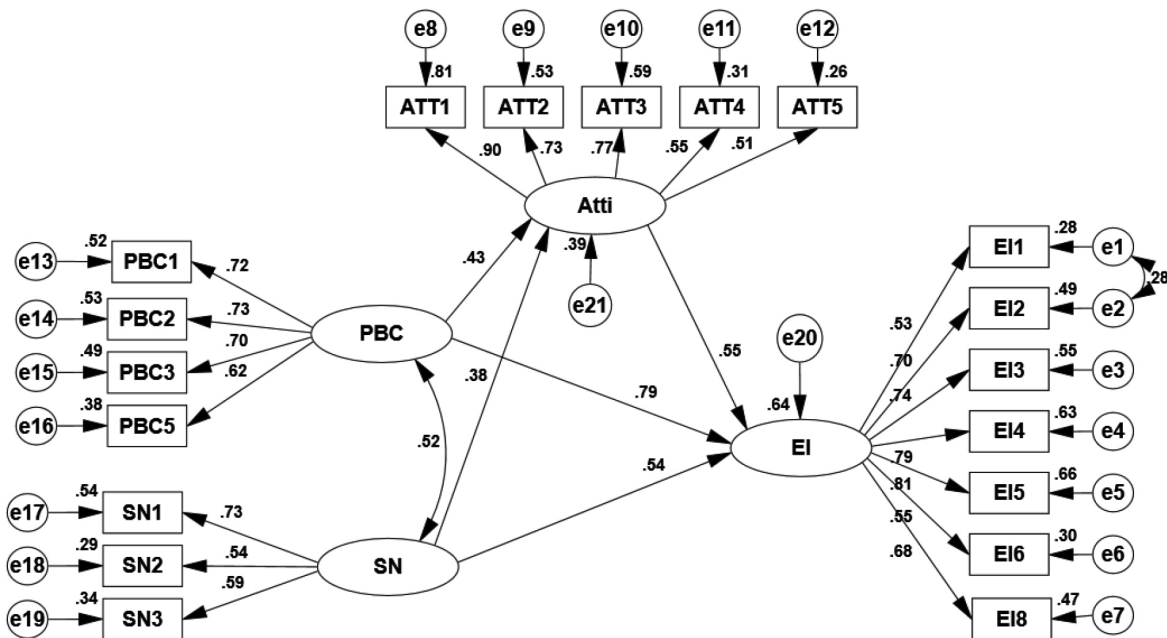 e8 e9 e10 e11 e12
.81 .53 .59 .31 .26
ATT1 ATT2 ATT3 ATT4 ATT5
.90 .73 .77 .55 .51
Atti
.39
e21
e13 .52 PBC1 .72
e14 .53 PBC2 .73
e15 .49 PBC3 .70
e16 .38 PBC5 .62
PBC
.43
.38
.55
.79
.52
.54
e17 .54 SN1 .73
e18 .29 SN2 .54
e19 .34 SN3 .59
SN
e20
.64
EI
.53 EI1 .28 e1
.28
.70 EI2 .49 e2
.74 EI3 .55 e3
.79 EI4 .63 e4
.81 EI5 .66 e5
.55 EI6 .30 e6
.68 EI8 .47 e7